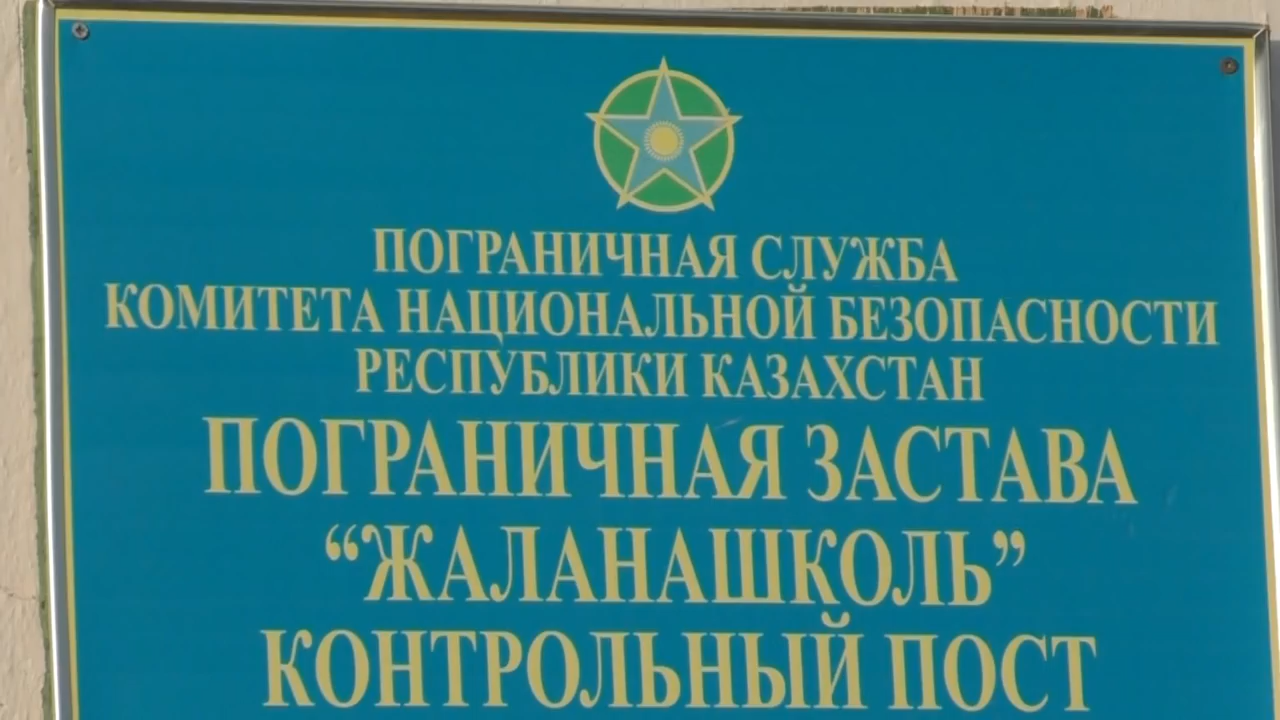 ПОГРАНИЧНАЯ СЛУЖБА
КОМИТЕТА НАЦИОНАЛЬНОЙ БЕЗОПАСНОСТИ
РЕСПУБЛИКИ КАЗАХСТАН
ПОГРАНИЧНАЯ ЗАСТАВА
“ЖАЛАНАШКОЛЬ”
КОНТРОЛЬНЫЙ ПОСТ